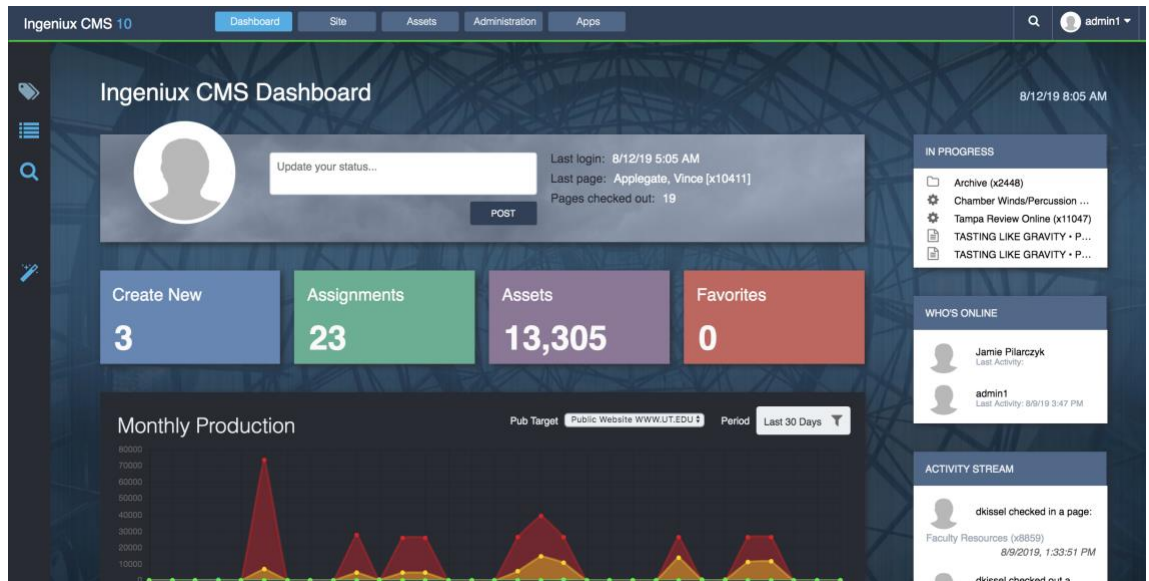 Ingeniux CMS 10
Dashboard
Site
Assets
Administration
Apps
admin1
Ingeniux CMS Dashboard
8/12/19 8:05 AM
Update your status...
POST
Last login: 8/12/19 5:05 AM
Last page: Applegate, Vince [x10411]
Pages checked out: 19
Create New
3
Assignments
23
Assets
13,305
Favorites
0
Monthly Production
Pub Target
Public Website WWW.UT.EDU
Period
Last 30 Days
80000
70000
60000
50000
40000
30000
20000
10000
0
IN PROGRESS
Archive (x2448)
Chamber Winds/Percussion ...
Tampa Review Online (x11047)
TASTING LIKE GRAVITY • P...
TASTING LIKE GRAVITY • P...
WHO'S ONLINE
Jamie Pilarczyk
Last Activity:
admin1
Last Activity: 8/9/19 3:47 PM
ACTIVITY STREAM
dkissel checked in a page:
Faculty Resources (x8859)
8/9/2019, 1:33:51 PM
dkissel checked out a